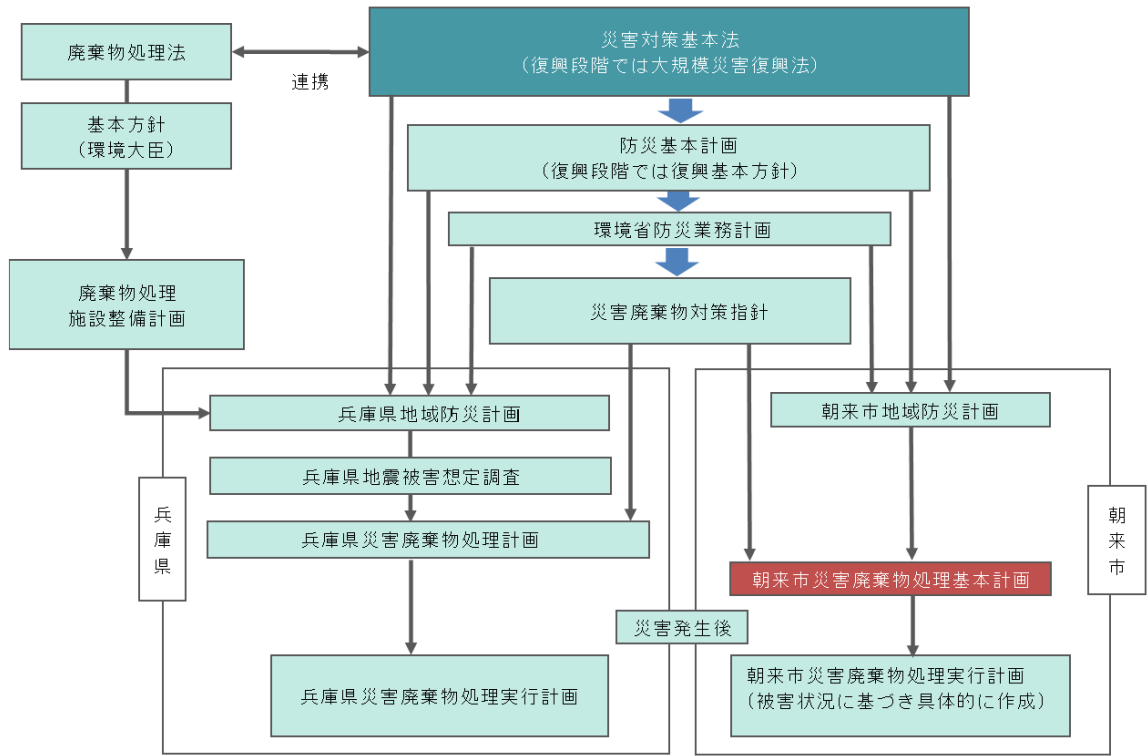 廃棄物処理法
連携
災害対策基本法
（復興段階では大規模災害復興法）
基本方針
（環境大臣）
防災基本計画
（復興段階では復興基本方針）
環境省防災業務計画
廃棄物処理
施設整備計画
災害廃棄物対策指針
兵庫県
兵庫県地域防災計画
兵庫県地震被害想定調査
兵庫県災害廃棄物処理計画
兵庫県災害廃棄物処理実行計画
災害発生後
朝来市
朝来市地域防災計画
朝来市災害廃棄物処理基本計画
朝来市災害廃棄物処理実行計画
（被害状況に基づき具体的に作成）